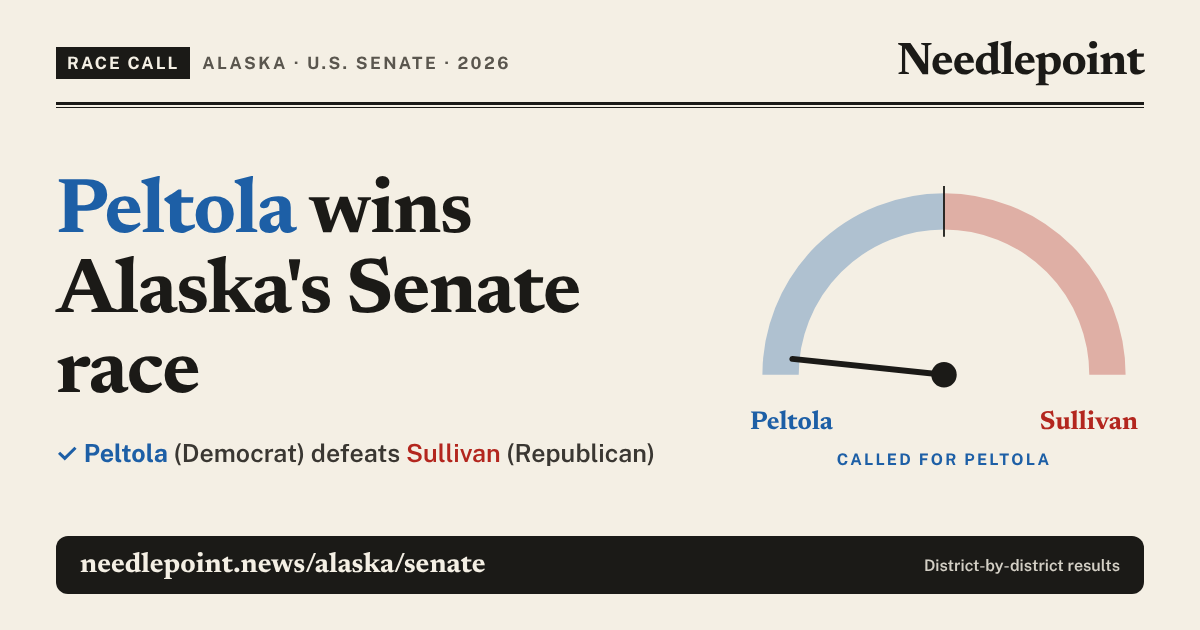 RACE CALL ALASKA · U.S. SENATE · 2026
Needlepoint
Peltola wins
Alaska's Senate
race
✓ Peltola (Democrat) defeats Sullivan (Republican)
Peltola
Sullivan
CALLED FOR PELTOLA
needlepoint.news/alaska/senate
District-by-district results